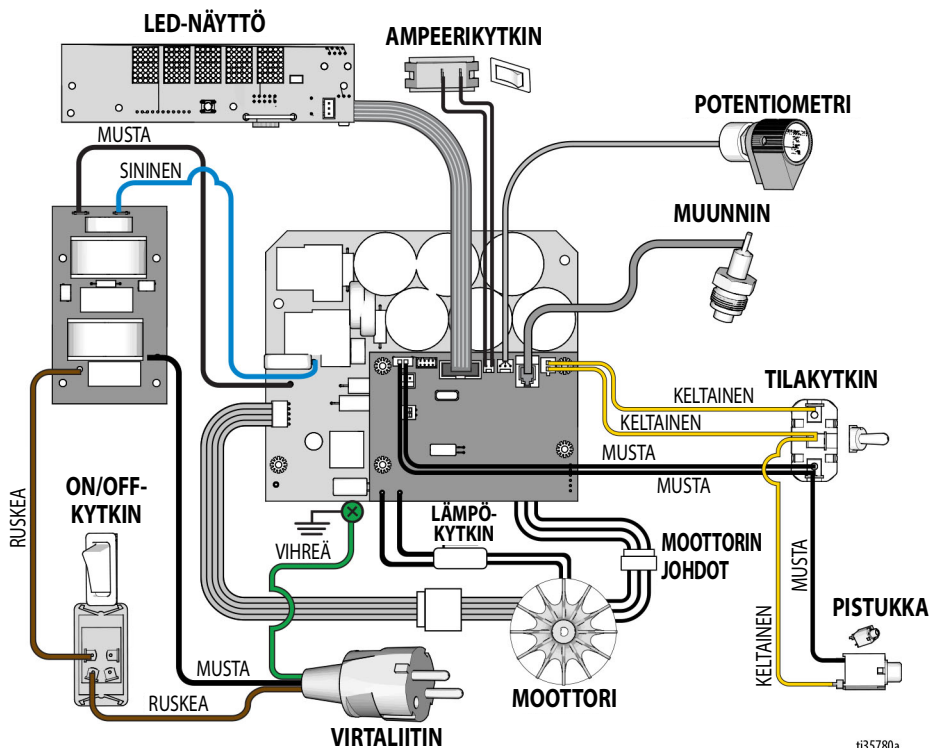 LED-NÄYTTÖ
AMPEERIKYTKIN
POTENTIOMETRI
MUSTA
SININEN
MUUNNIN
TILAKYTKIN
KELTAINEN
KELTAINEN
MUSTA
MUSTA
ON/OFF-
KYTKIN
RUSKEA
VIHREÄ
LÄMPÖ-
KYTKIN
MOOTTORIN
JOHDOT
MUSTA
KELTAINEN
PISTUKKA
MUSTA
RUSKEA
MOOTTORI
VIRTALIITIN
ti35780a